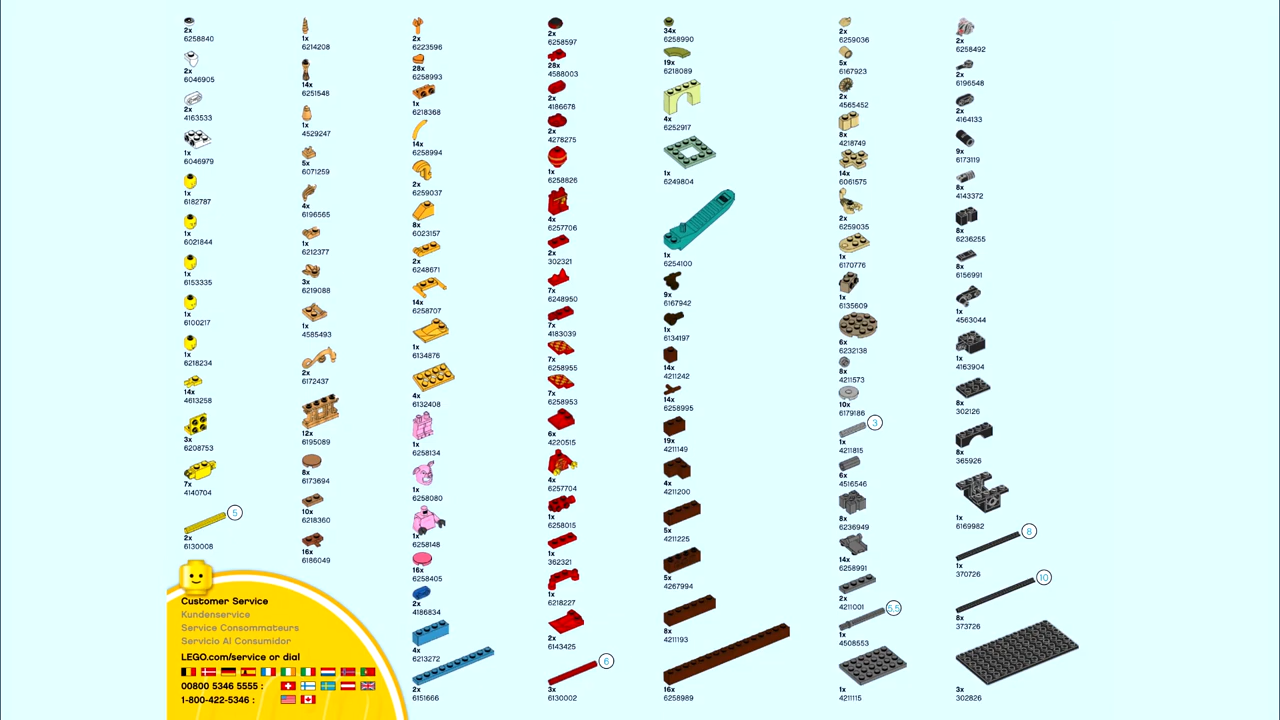 2x
6258840
2x
6046905
2x
4163533
1x
6046979
1x
6182787
1x
6021844
1x
6153335
1x
6100217
1x
6218234
14x
4613258
3x
6208753
7x
4140704
5
2x
6130008
1x
6214208
14x
6251548
1x
4529247
5x
6071259
4x
6196565
1x
6212377
3x
6219088
1x
4585493
2x
6172437
12x
6195089
8x
6173694
10x
6218360
16x
6186049
2x
6223596
28x
6258993
1x
6218368
14x
6258994
2x
6259037
8x
6023157
2x
6248671
14x
6258707
1x
6134876
4x
6132408
1x
6258134
1x
6258080
1x
6258148
16x
6258405
2x
4186834
4x
6213272
2x
6151666
2x
6258597
28x
4588003
2x
4186678
2x
4278275
1x
6258826
4x
6257706
2x
302321
7x
6248950
7x
4183039
7x
6258955
7x
6258953
6x
4220515
4x
6257704
1x
6258015
1x
362321
1x
6218227
2x
6143425
6
3x
6130002
34x
6258990
19x
6218089
4x
6252917
1x
6249804
1x
6254100
9x
6167942
1x
6134197
14x
4211242
14x
6258995
19x
4211149
4x
4211200
5x
4211225
5x
4267994
8x
4211193
16x
6258989
2x
6259036
5x
6167923
2x
4565452
8x
4218749
14x
6061575
2x
6259035
1x
6170776
1x
6135609
6x
6232138
8x
4211573
10x
6179186
3
1x
4211815
6x
4516546
8x
6236949
14x
6258991
2x
4211001
5.5
1x
4508553
1x
4211115
2x
6258492
2x
6196548
2x
4164133
9x
6173119
8x
4143372
8x
6236255
8x
6156991
1x
4563044
1x
4163904
8x
302126
8x
365926
1x
6169982
8
1x
370726
10
8x
373726
3x
302826
Customer Service
Kundenservice
Service Consommateurs
Servicio Al Consumidor
LEGO.com/service or dial
00800 5346 5555 :
1-800-422-5346 :